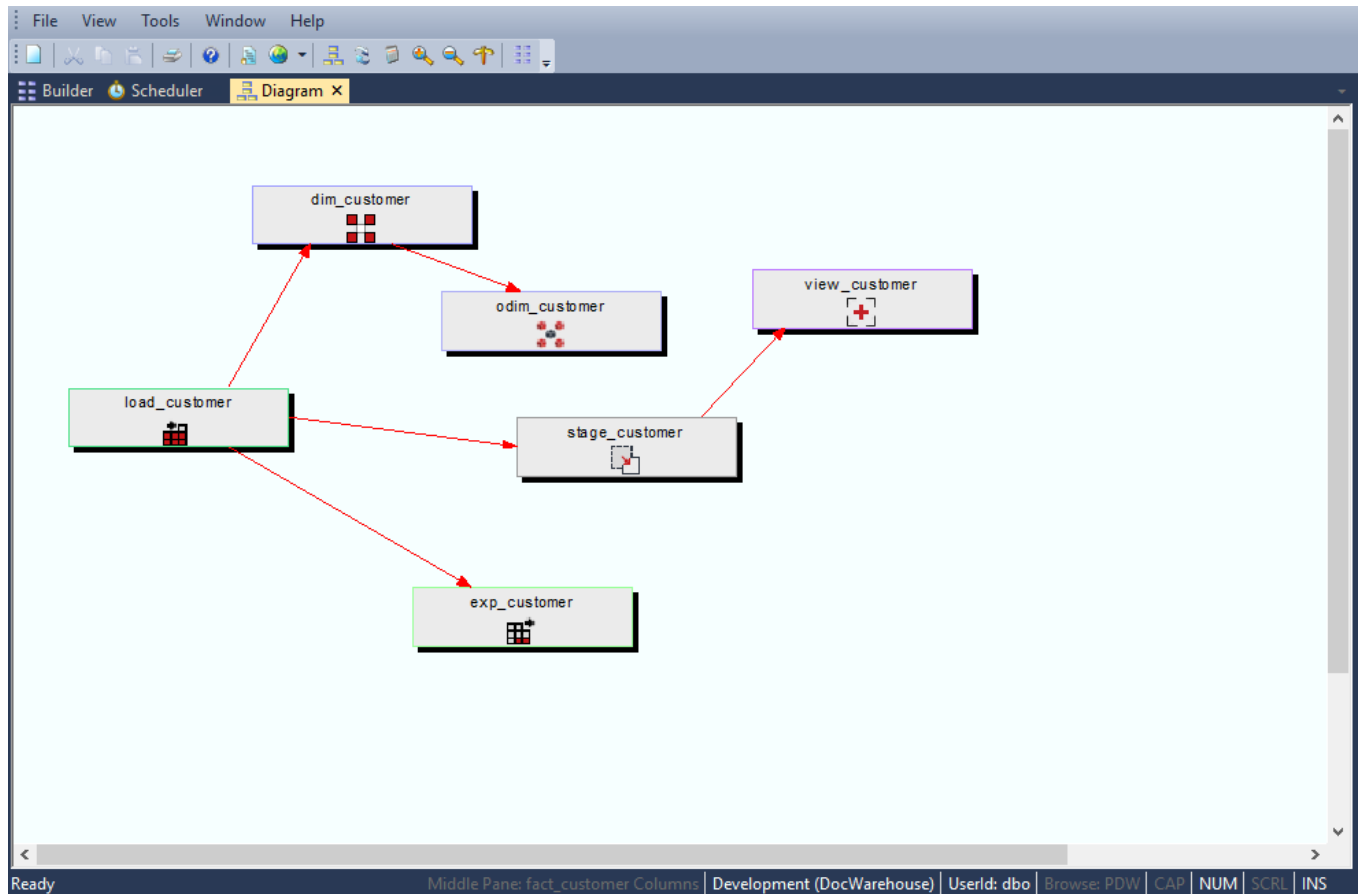 File View Tools Window Help
Builder Scheduler Diagram
dim_customer
view_customer
odim_customer
load_customer
stage_customer
exp_customer
Ready Middle Pane: fact_customer Columns Development (DocWarehouse) UserId: dbo Browse: PDW CAP NUM SCRL INS